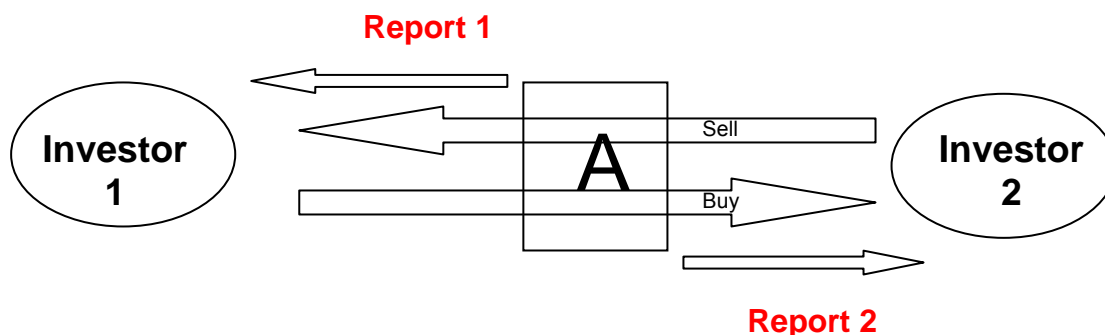 Report 1
Sell
Investor
1
A
Investor
2
Buy
Report 2